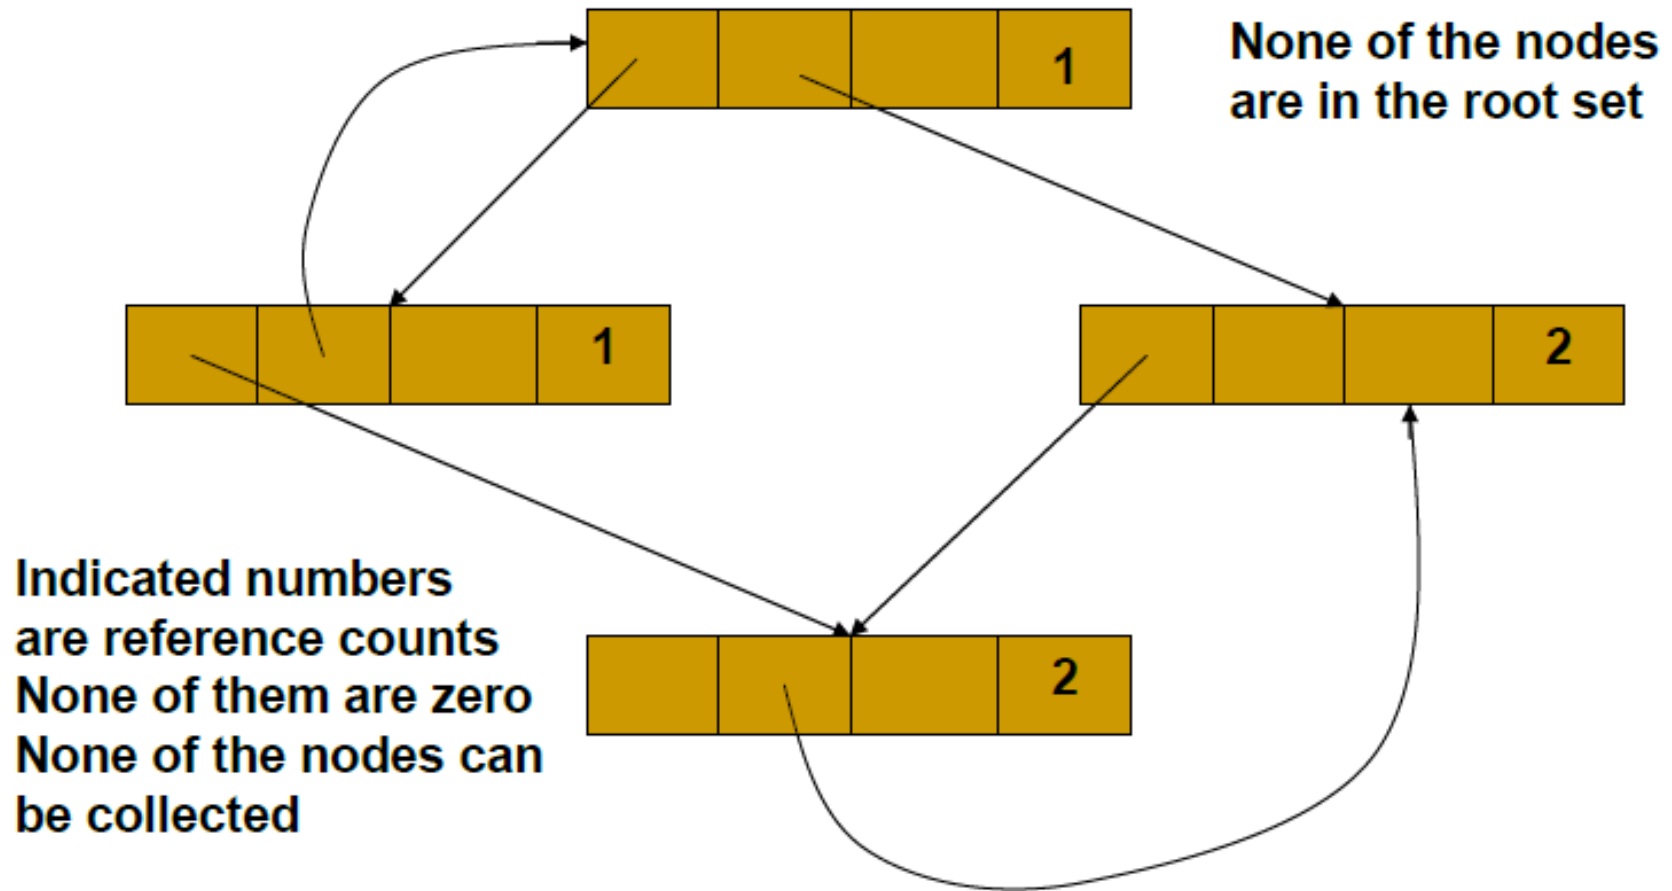 None of the nodes
are in the root set
1
1
2
Indicated numbers
are reference counts
None of them are zero
None of the nodes can
be collected
2